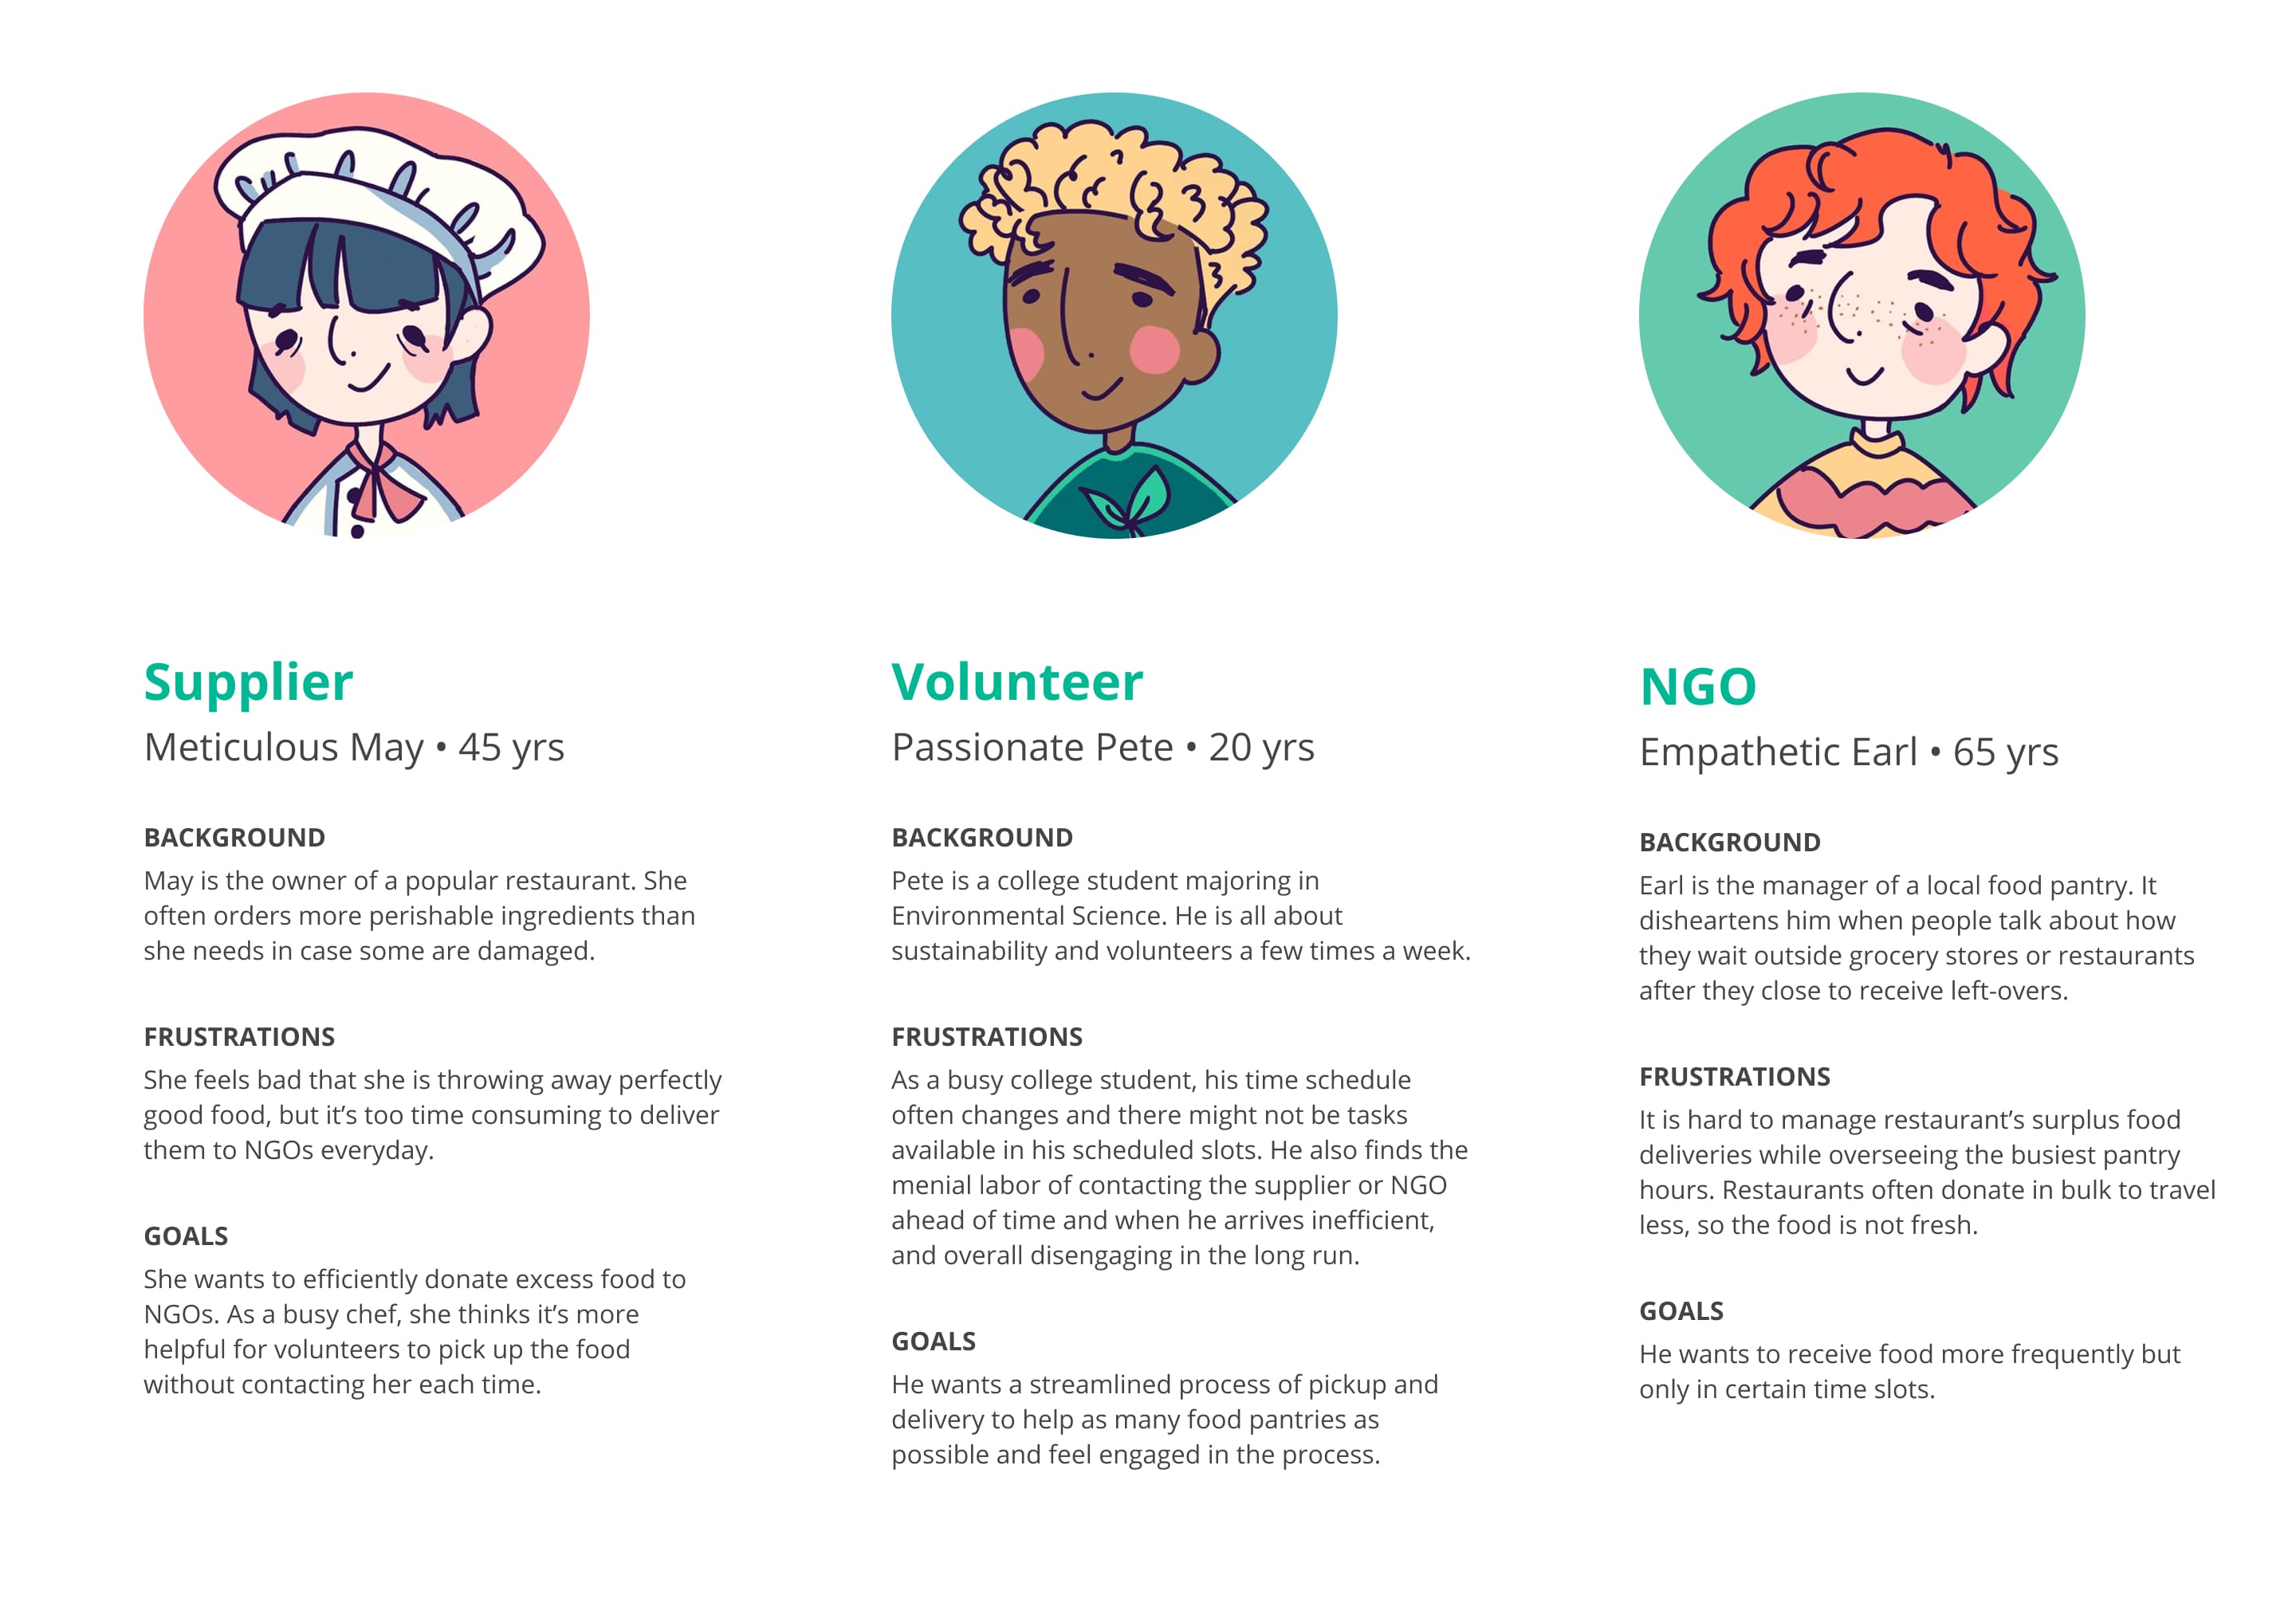 Supplier
Meticulous May • 45 yrs
BACKGROUND
May is the owner of a popular restaurant. She
often orders more perishable ingredients than
she needs in case some are damaged.
FRUSTRATIONS
She feels bad that she is throwing away perfectly
good food, but it’s too time consuming to deliver
them to NGOs everyday.
GOALS
She wants to efficiently donate excess food to
NGOs. As a busy chef, she thinks it’s more
helpful for volunteers to pick up the food
without contacting her each time.
Volunteer
Passionate Pete • 20 yrs
BACKGROUND
Pete is a college student majoring in
Environmental Science. He is all about
sustainability and volunteers a few times a week.
FRUSTRATIONS
As a busy college student, his time schedule
often changes and there might not be tasks
available in his scheduled slots. He also finds the
menial labor of contacting the supplier or NGO
ahead of time and when he arrives inefficient,
and overall disengaging in the long run.
GOALS
He wants a streamlined process of pickup and
delivery to help as many food pantries as
possible and feel engaged in the process.
NGO
Empathetic Earl • 65 yrs
BACKGROUND
Earl is the manager of a local food pantry. It
disheartens him when people talk about how
they wait outside grocery stores or restaurants
after they close to receive left-overs.
FRUSTRATIONS
It is hard to manage restaurant’s surplus food
deliveries while overseeing the busiest pantry
hours. Restaurants often donate in bulk to travel
less, so the food is not fresh.
GOALS
He wants to receive food more frequently but
only in certain time slots.